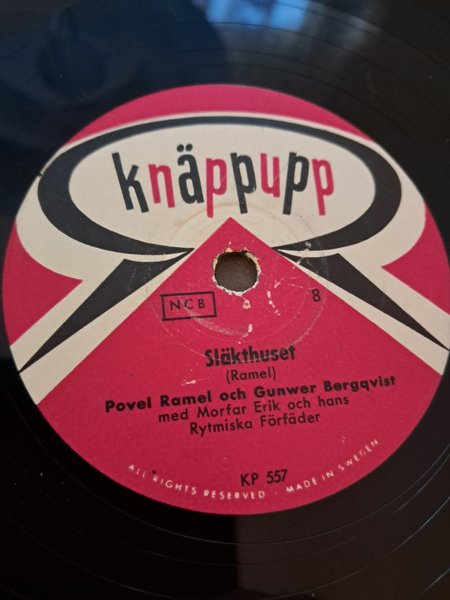 knäppupp
NCB
8
Släkthuset
(Ramel)
Povel Ramel och Gunwer Bergqvist
med Morfar Erik och hans
Rytmiska Förfäder
KP 557
ALL RIGHTS RESERVED - MADE IN SWEDEN